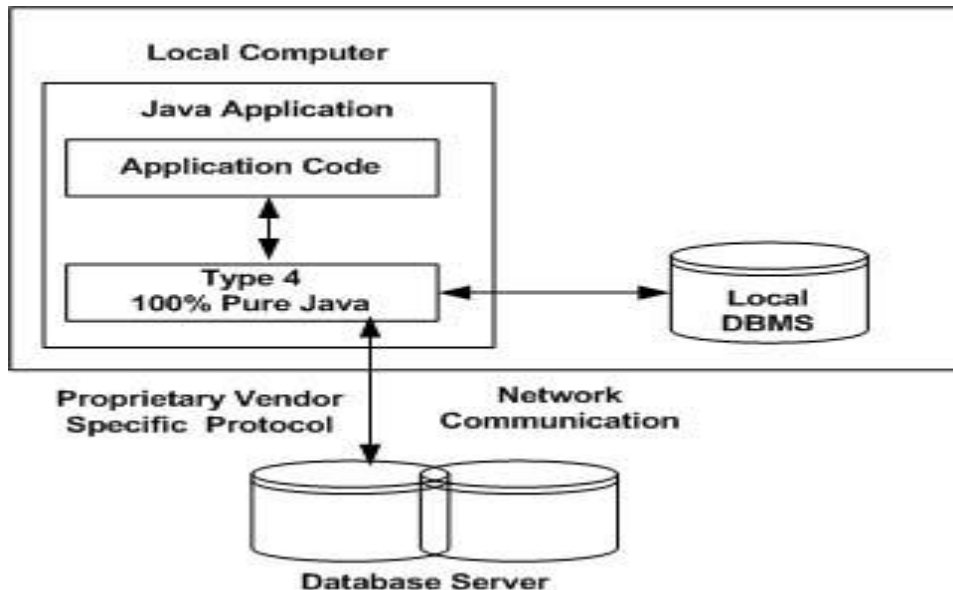 Local Computer
Java Application
Application Code
Type 4
100% Pure Java
Local
DBMS
Proprietary Vendor
Specific Protocol
Network
Communication
Database Server